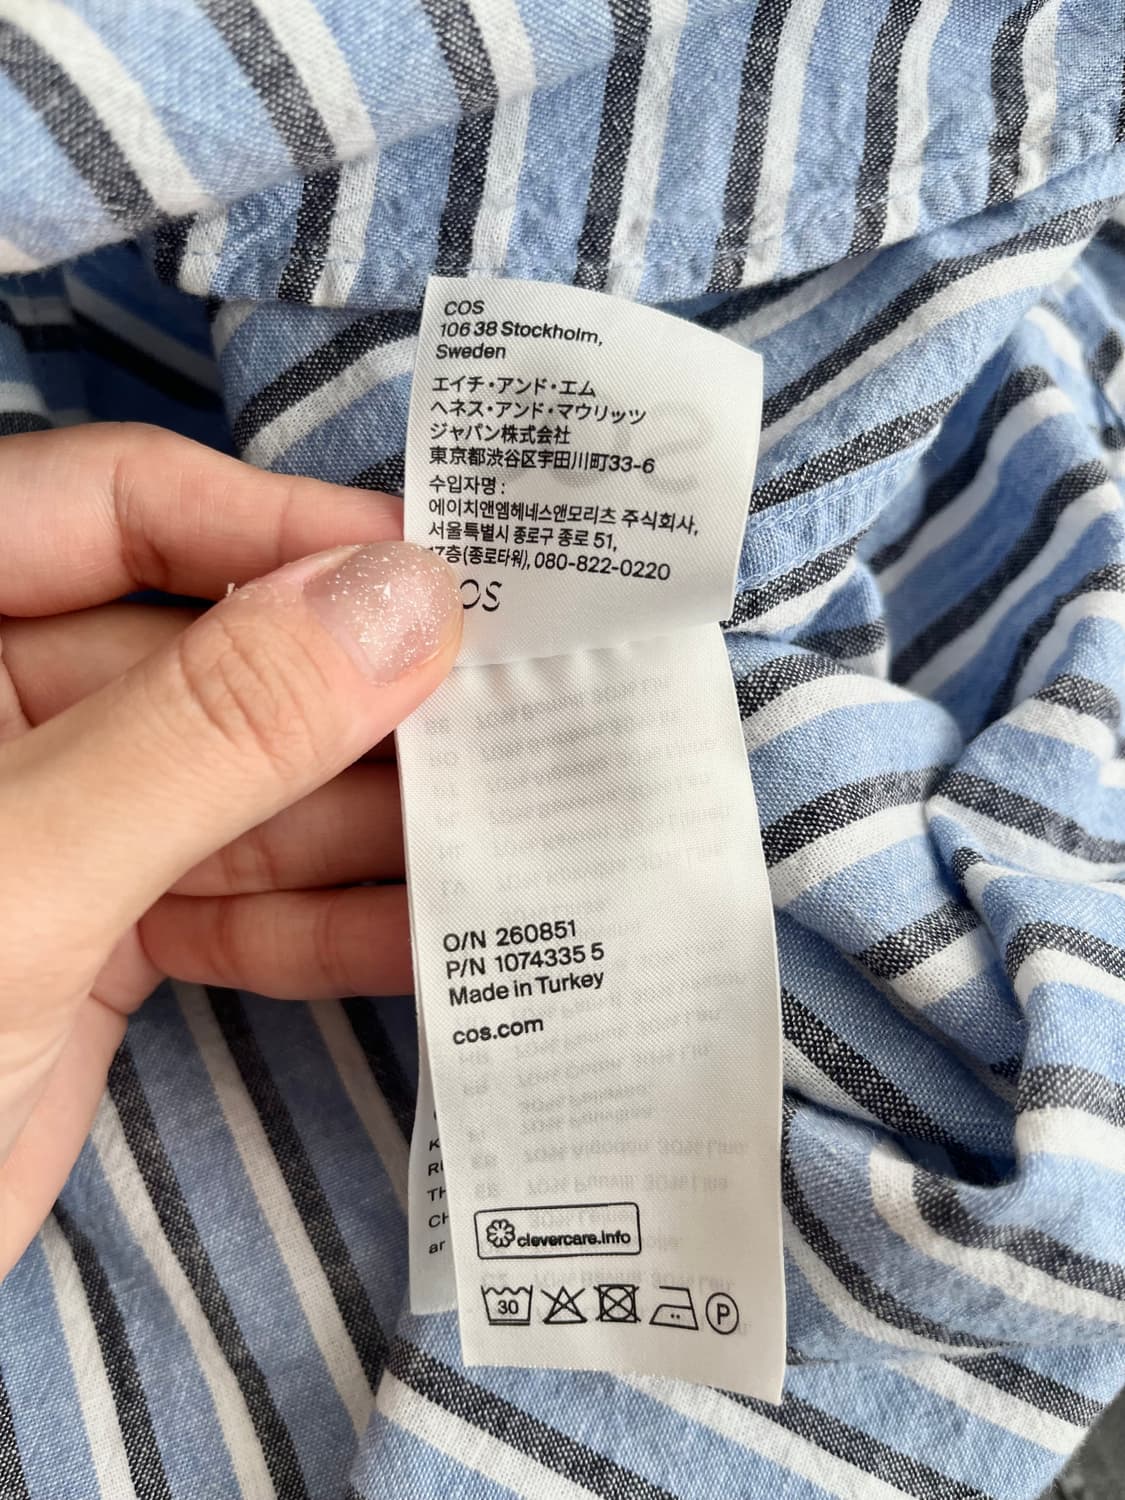 COS
106 38 Stockholm,
Sweden
エイチ・アンド・エム
ヘネス・アンド・マウリッツ
ジャパン株式会社
東京都渋谷区宇田川町33-6
수입자명 :
에이치앤엠헤네스앤모리츠 주식회사,
서울특별시 종로구 종로 51,
17층(종로타워), 080-822-0220
COS
O/N 260851
P/N 1074335 5
Made in Turkey
cos.com
clevercare.info
30
P